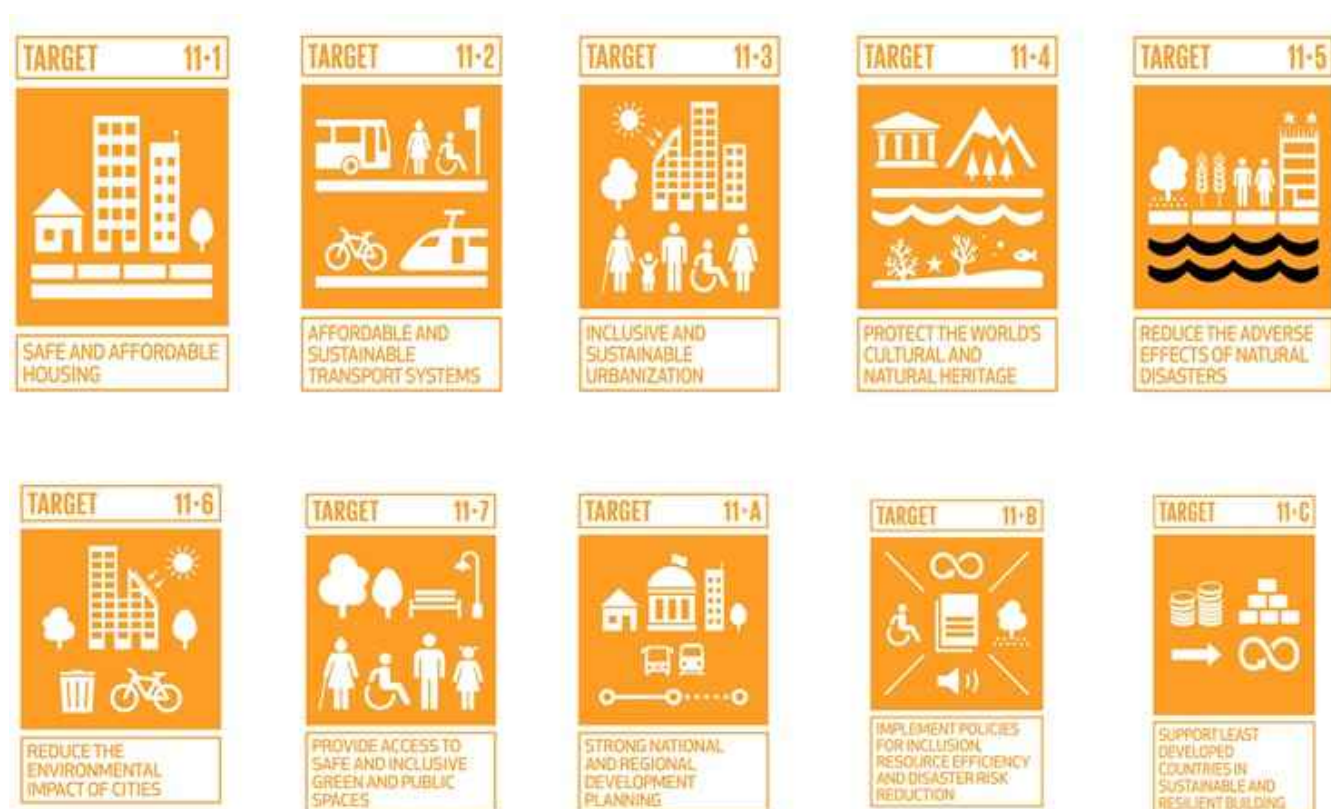 TARGET 11·1
SAFE AND AFFORDABLE
HOUSING
TARGET 11·2
AFFORDABLE AND
SUSTAINABLE
TRANSPORT SYSTEMS
TARGET 11·3
INCLUSIVE AND
SUSTAINABLE
URBANIZATION
TARGET 11·4
PROTECT THE WORLD'S
CULTURAL AND
NATURAL HERITAGE
TARGET 11·5
REDUCE THE ADVERSE
EFFECTS OF NATURAL
DISASTERS
TARGET 11·6
REDUCE THE
ENVIRONMENTAL
IMPACT OF CITIES
TARGET 11·7
PROVIDE ACCESS TO
SAFE AND INCLUSIVE
GREEN AND PUBLIC
SPACES
TARGET 11·A
STRONG NATIONAL
AND REGIONAL
DEVELOPMENT
PLANNING
TARGET 11·B
IMPLEMENT POLICIES
FOR INCLUSION,
RESOURCE EFFICIENCY
AND DISASTER RISK
REDUCTION
TARGET 11·C
SUPPORT LEAST
DEVELOPED
COUNTRIES IN
SUSTAINABLE AND
RESILIENT BUILDING